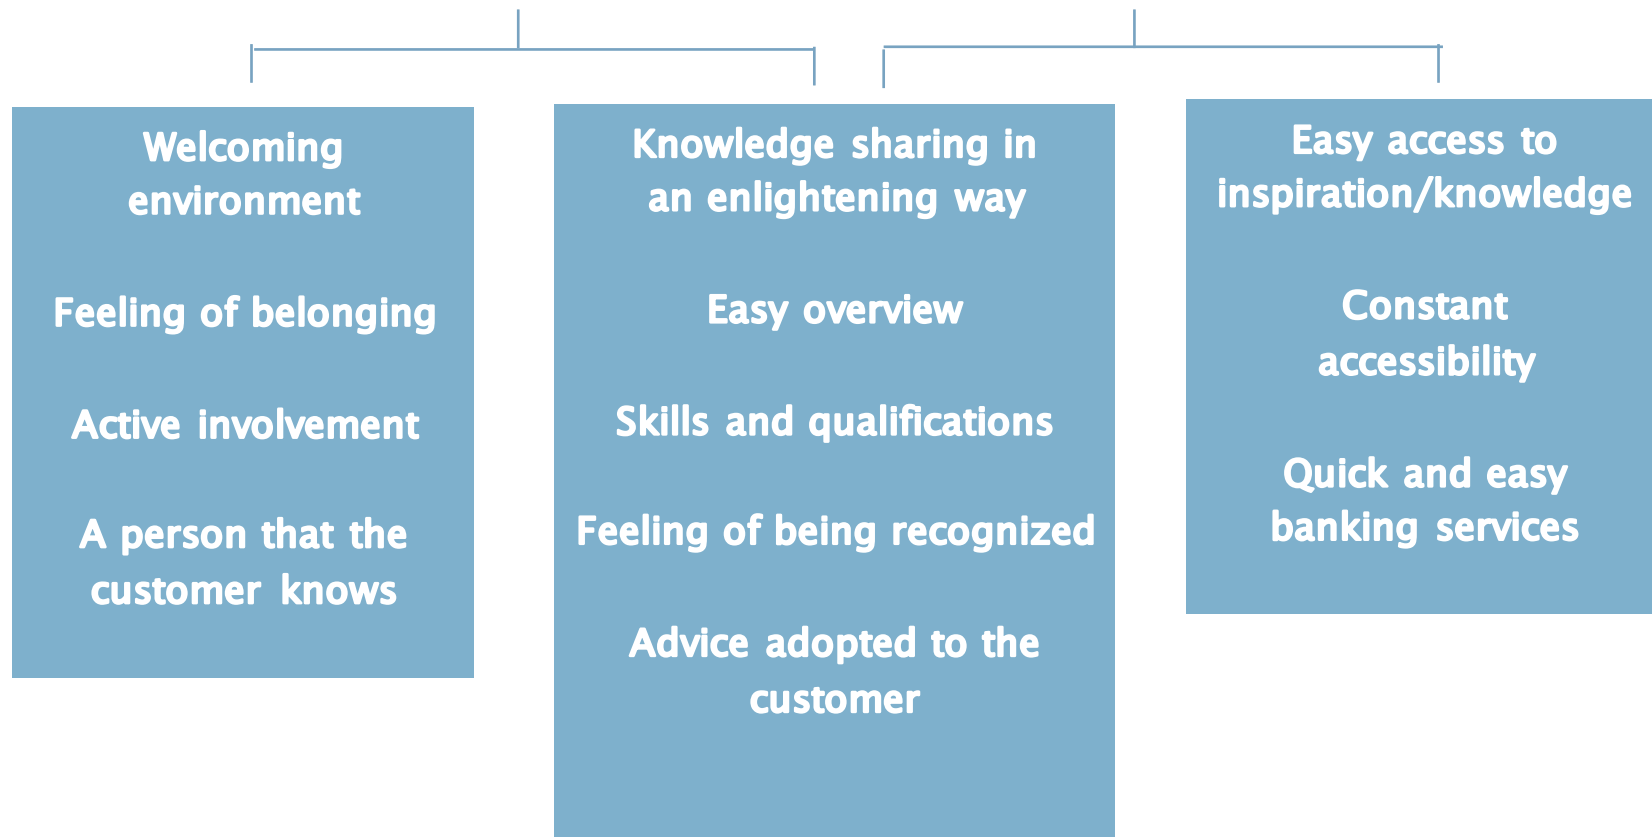 Welcoming
environment
Feeling of belonging
Active involvement
A person that the
customer knows
Knowledge sharing in
an enlightening way
Easy overview
Skills and qualifications
Feeling of being recognized
Advice adopted to the
customer
Easy access to
inspiration/knowledge
Constant
accessibility
Quick and easy
banking services